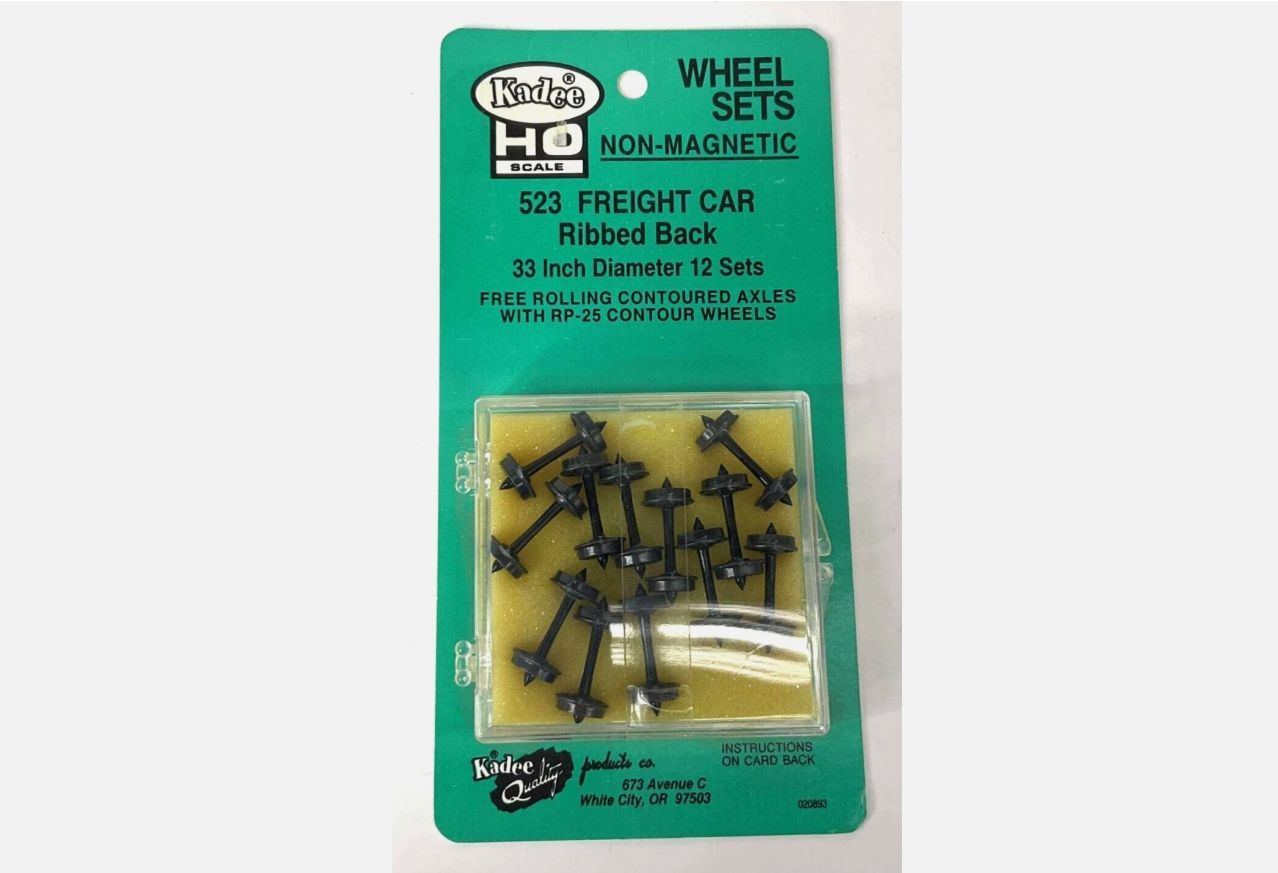 Kadee®
HO
SCALE
WHEEL
SETS
NON-MAGNETIC
523 FREIGHT CAR
Ribbed Back
33 Inch Diameter 12 Sets
FREE ROLLING CONTOURED AXLES
WITH RP-25 CONTOUR WHEELS
Kadee®
Quality
products co.
673 Avenue C
White City, OR 97503
INSTRUCTIONS
ON CARD BACK
020893